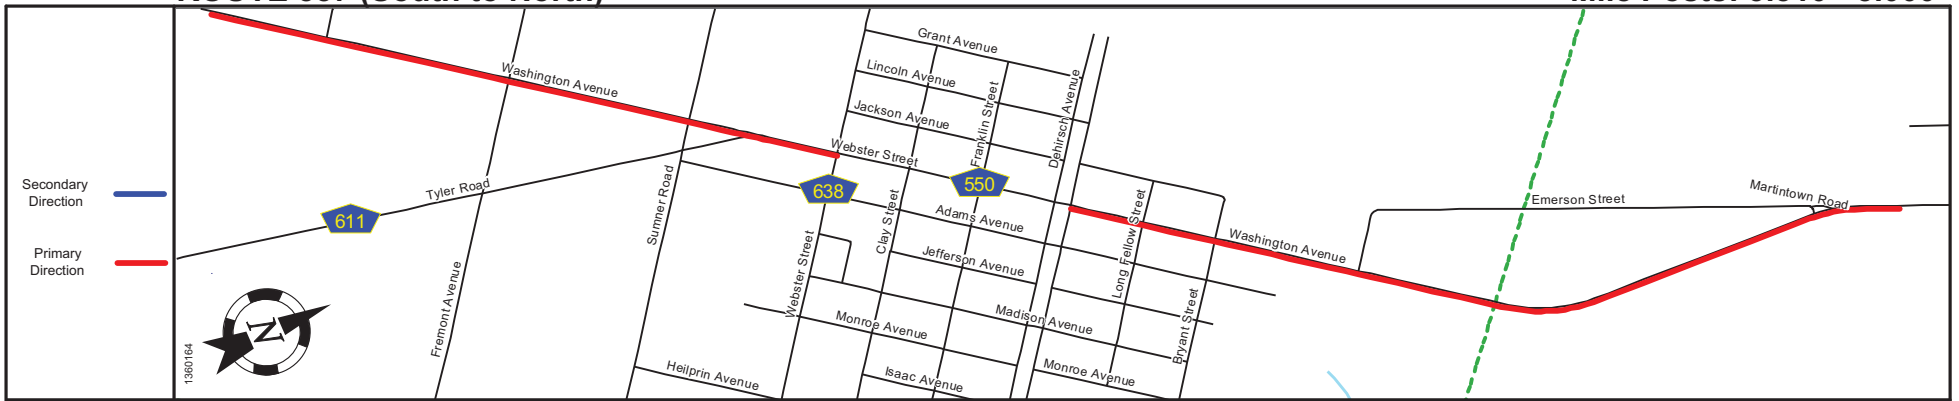 Secondary
Direction
Primary
Direction
1360164
N
611
Tyler Road
Washington Avenue
Fremont Avenue
Sumner Road
Heilprin Avenue
Grant Avenue
Lincoln Avenue
Jackson Avenue
Webster Street
638
550
Franklin Street
Dehirsch Avenue
Clay Street
Adams Avenue
Jefferson Avenue
Webster Street
Monroe Avenue
Madison Avenue
Isaac Avenue
Monroe Avenue
Long Fellow Street
Bryant Street
Washington Avenue
Emerson Street
Martintown Road